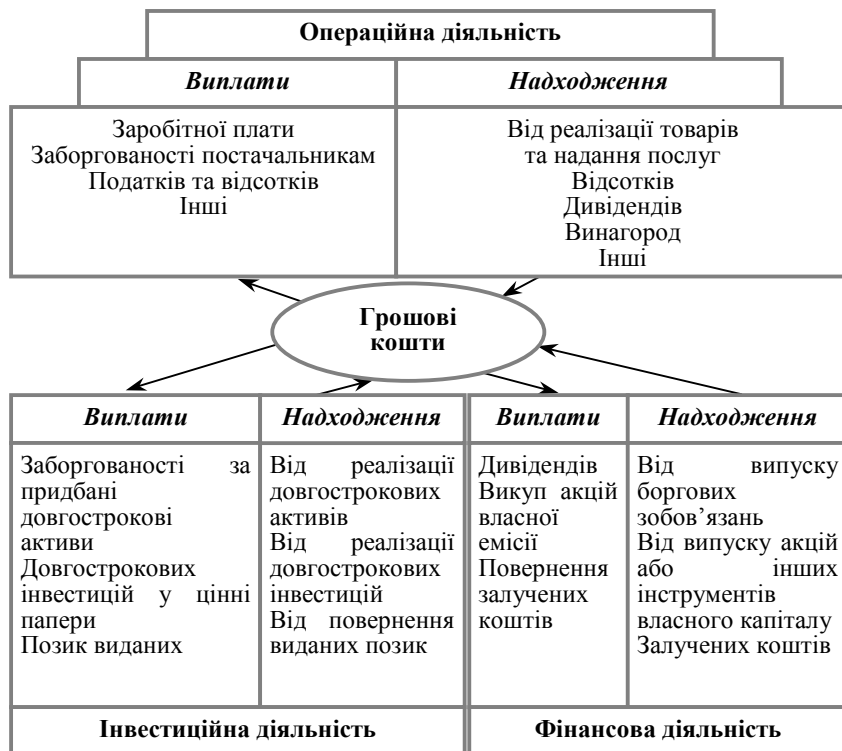 Операційна діяльність
Виплати
Надходження
Заробітної плати
Заборгованості постачальникам
Податків та відсотків
Інші
Від реалізації товарів
та надання послуг
Відсотків
Дивідендів
Винагород
Інші
Грошові
кошти
Виплати
Надходження
Виплати
Надходження
Заборгованості за
придбані
довгострокові
активи
Довгострокових
інвестицій у цінні
папери
Позик виданих
Від реалізації
довгострокових
активів
Від реалізації
довгострокових
інвестицій
Від повернення
виданих позик
Дивідендів
Викуп акцій
власної
емісії
Повернення
залучених
коштів
Від випуску
боргових
зобов’язань
Від випуску акцій
або інших
інструментів
власного капіталу
Залучених коштів
Інвестиційна діяльність
Фінансова діяльність